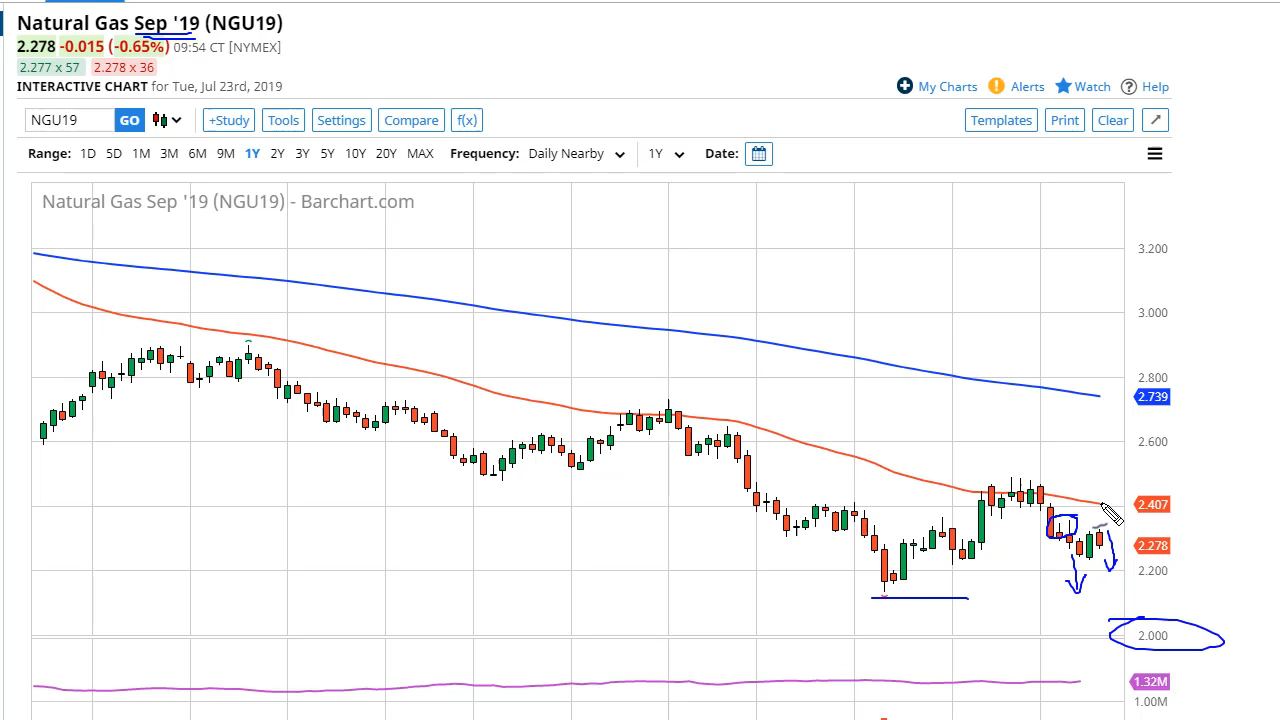 Natural Gas Sep '19 (NGU19)
2.278 -0.015 (-0.65%) 09:54 CT [NYMEX]
2.277 x 57 2.278 x 36
INTERACTIVE CHART for Tue, Jul 23rd, 2019
My Charts Alerts Watch Help
NGU19 GO +Study Tools Settings Compare f(x) Templates Print Clear
Range: 1D 5D 1M 3M 6M 9M 1Y 2Y 3Y 5Y 10Y 20Y MAX Frequency: Daily Nearby 1Y Date:
Natural Gas Sep '19 (NGU19) - Barchart.com
3.200
3.000
2.800
2.739
2.600
2.407
2.278
2.200
2.000
1.32M
1.00M